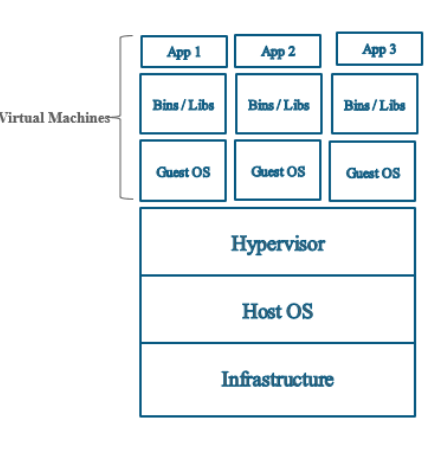 App 1
App 2
App 3
Virtual Machines
Bins / Libs
Bins / Libs
Bins / Libs
Guest OS
Guest OS
Guest OS
Hypervisor
Host OS
Infrastructure